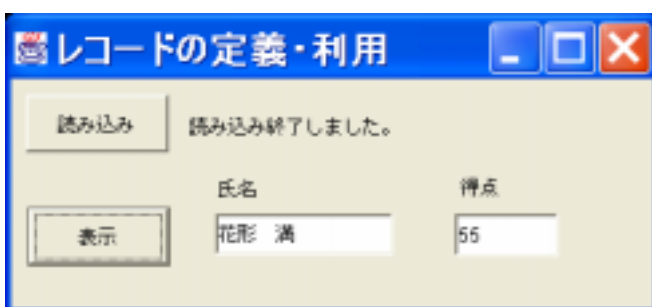 レコードの定義・利用
読み込み 読み込み終了しました。
氏名 得点
表示 花形 満 55